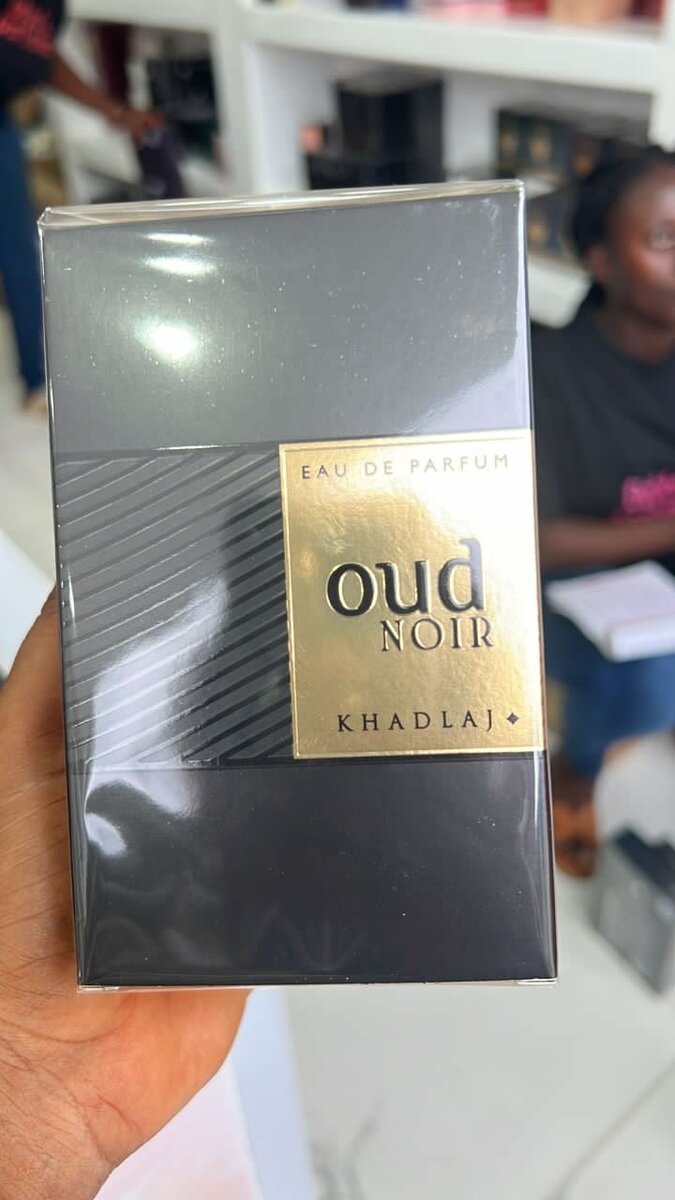 EAU DE PARFUM
oud
NOIR
KHADLAJ